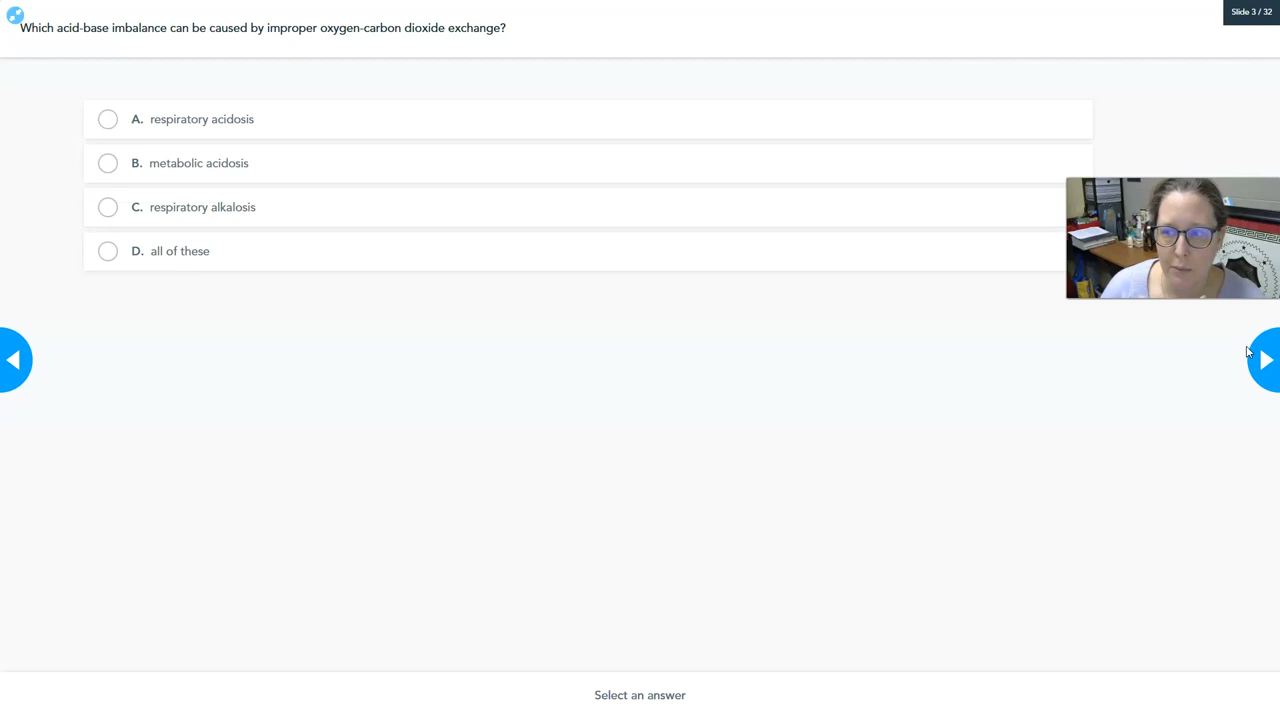 Slide 3 / 32
Which acid-base imbalance can be caused by improper oxygen-carbon dioxide exchange?
A. respiratory acidosis
B. metabolic acidosis
C. respiratory alkalosis
D. all of these
Select an answer